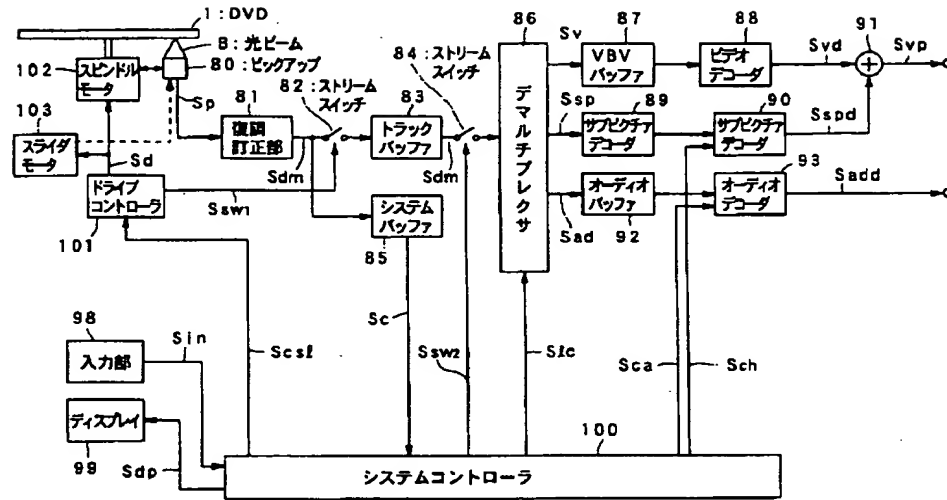 1:DVD
8:光ビーム
80:ピックアップ
102
スピンドル
モータ
103
スライダ
モータ
Sd
ドライブ
コントローラ
101
Sp
81
復調
訂正部
Sdm
82:ストリーム
スイッチ
Ssw1
83
トラック
バッファ
84:ストリーム
スイッチ
Sdm
システム
バッファ
85
86
デマルチプレクサ
Sv
87
VBV
バッファ
88
ビデオ
デコーダ
Svd
91
Svp
Ssp
89
サブピクチャ
デコーダ
90
サブピクチャ
デコーダ
Sspd
Sad
オーディオ
バッファ
92
93
オーディオ
デコーダ
Sadd
98
入力部
Sin
ディスプレイ
99
Sdp
Scsl
Sc
Ssw2
Slc
Sca
Sch
100
システムコントローラ